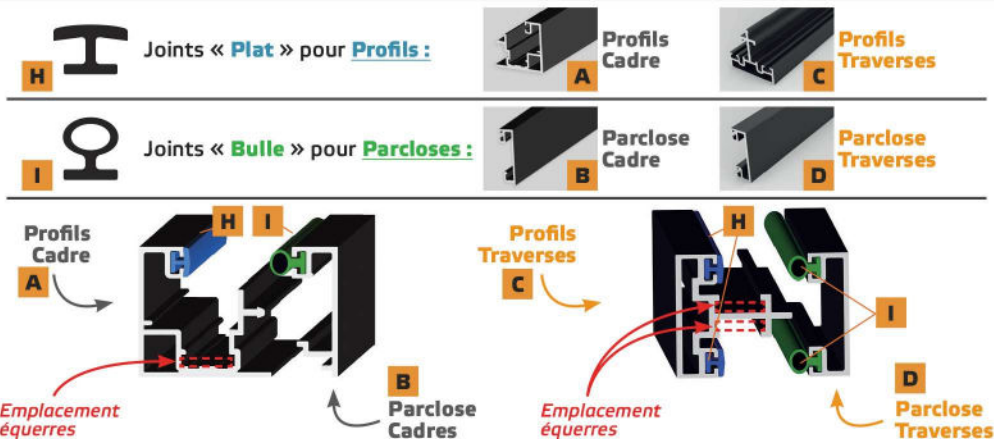 H
Joints « Plat » pour Profils :
A
Profils
Cadre
C
Profils
Traverses
I
Joints « Bulle » pour Parcloses :
B
Parclose
Cadre
D
Parclose
Traverses
Profils
Cadre
A
H
I
Emplacement
équerres
B
Parclose
Cadres
Profils
Traverses
C
H
I
Emplacement
équerres
D
Parclose
Traverses